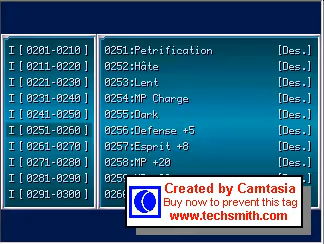 I [ 0201-0210 ]
I [ 0211-0220 ]
I [ 0221-0230 ]
I [ 0231-0240 ]
I [ 0241-0250 ]
I [ 0251-0260 ]
I [ 0261-0270 ]
I [ 0271-0280 ]
I [ 0281-0290 ]
I [ 0291-0300 ]
0251:Petrification [Des.]
0252:Hâte [Des.]
0253:Lent [Des.]
0254:MP Charge [Des.]
0255:Dark [Des.]
0256:Defense +5 [Des.]
0257:Esprit +8 [Des.]
0258:MP +20 [Des.]
Created by Camtasia
Buy now to prevent this tag
www.techsmith.com